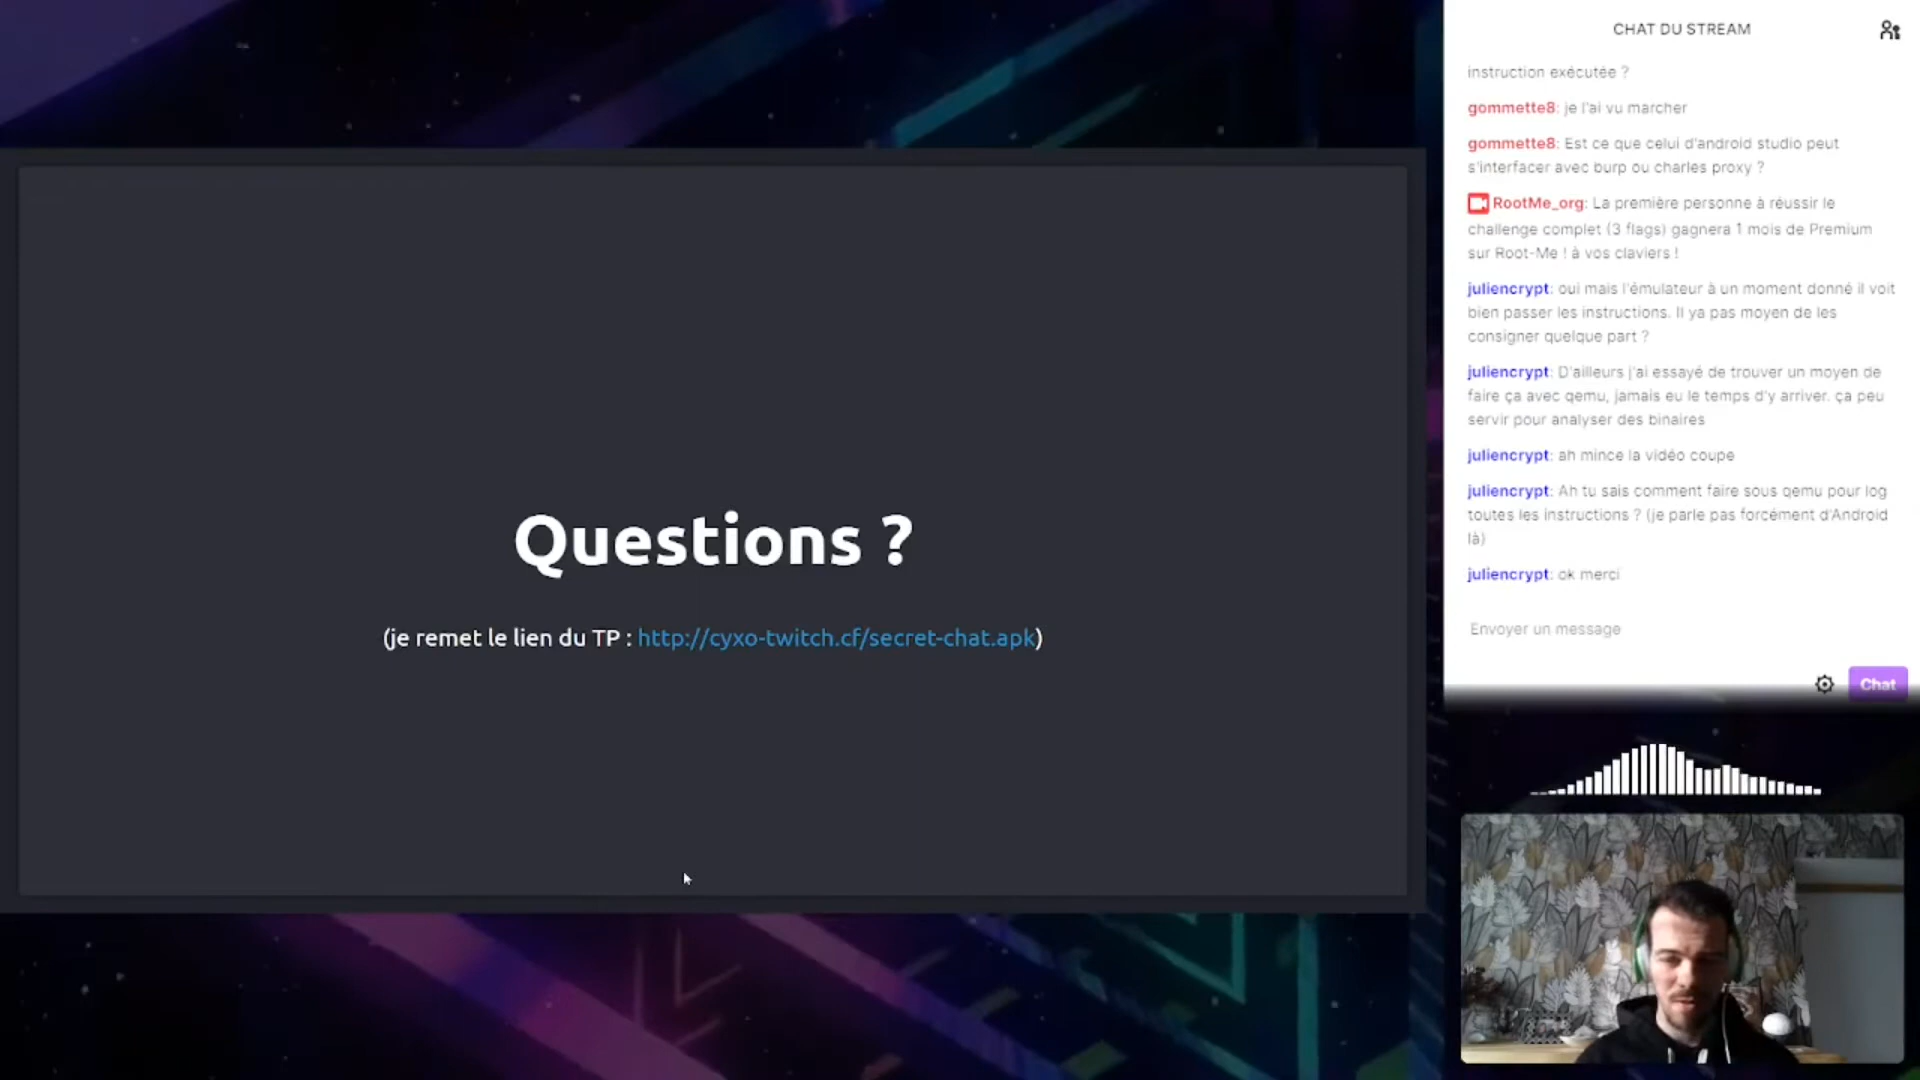 Questions ?
(je remet le lien du TP : http://cyxo-twitch.cf/secret-chat.apk)
CHAT DU STREAM
instruction exécutée ?
gommette8: je l'ai vu marcher
gommette8: Est ce que celui d'android studio peut
s'interfacer avec burp ou charles proxy ?
RootMe_org: La première personne à réussir le
challenge complet (3 flags) gagnera 1 mois de Premium
sur Root-Me ! à vos claviers !
juliencrypt: oui mais l'émulateur à un moment donné il voit
bien passer les instructions. Il ya pas moyen de les
consigner quelque part ?
juliencrypt: D'ailleurs j'ai essayé de trouver un moyen de
faire ça avec qemu, jamais eu le temps d'y arriver. ça peu
servir pour analyser des binaires
juliencrypt: ah mince la vidéo coupe
juliencrypt: Ah tu sais comment faire sous qemu pour log
toutes les instructions ? (je parle pas forcément d'Android
là)
juliencrypt: ok merci
Envoyer un message
Chat